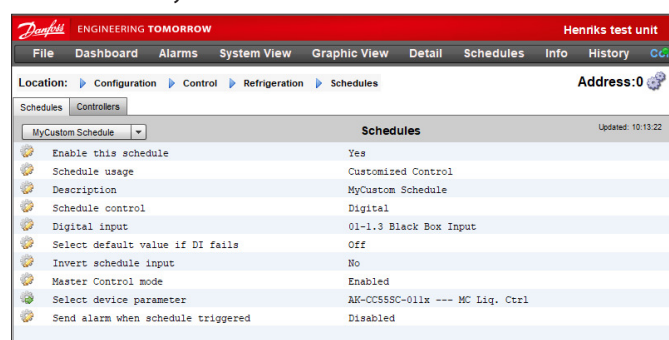 Danfoss ENGINEERING TOMORROW Henriks test unit
File Dashboard Alarms System View Graphic View Detail Schedules Info History
Location: Configuration Control Refrigeration Schedules Address:0
Schedules Controllers
MyCustom Schedule Schedules Updated: 10:13:22
Enable this schedule Yes
Schedule usage Customized Control
Description MyCustom Schedule
Schedule control Digital
Digital input 01-1.3 Black Box Input
Select default value if DI fails Off
Invert schedule input No
Master Control mode Enabled
Select device parameter AK-CC55SC-011x --- MC Liq. Ctrl
Send alarm when schedule triggered Disabled